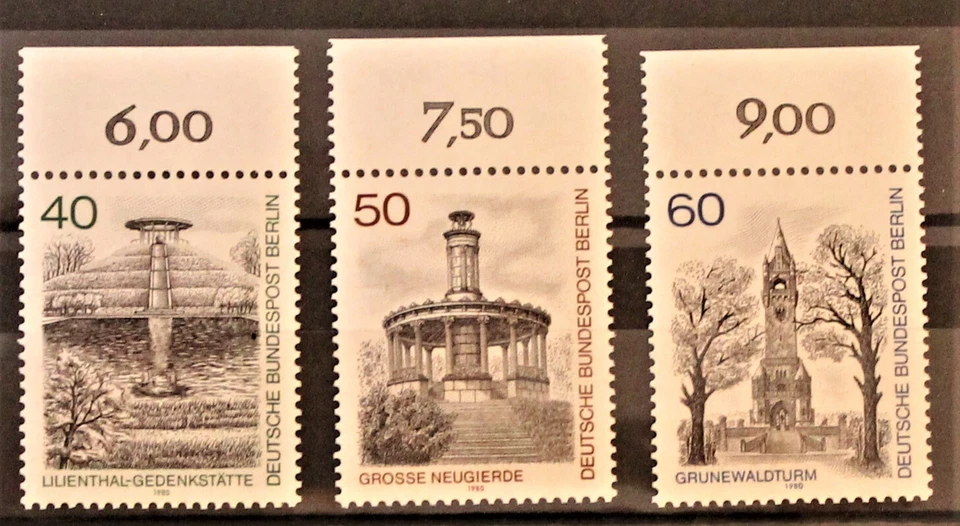 6,00
40
DEUTSCHE BUNDESPOST BERLIN
LILIENTHAL-GEDENKSTÄTTE
1980
7,50
50
DEUTSCHE BUNDESPOST BERLIN
GROSSE NEUGIERDE
1980
9,00
60
DEUTSCHE BUNDESPOST BERLIN
GRUNEWALDTURM
1980